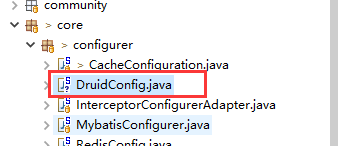 community
> core
> configurer
> CacheConfiguration.java
DruidConfig.java
InterceptorConfigurerAdapter.java
MybatisConfigurer.java
RedisConfig.java